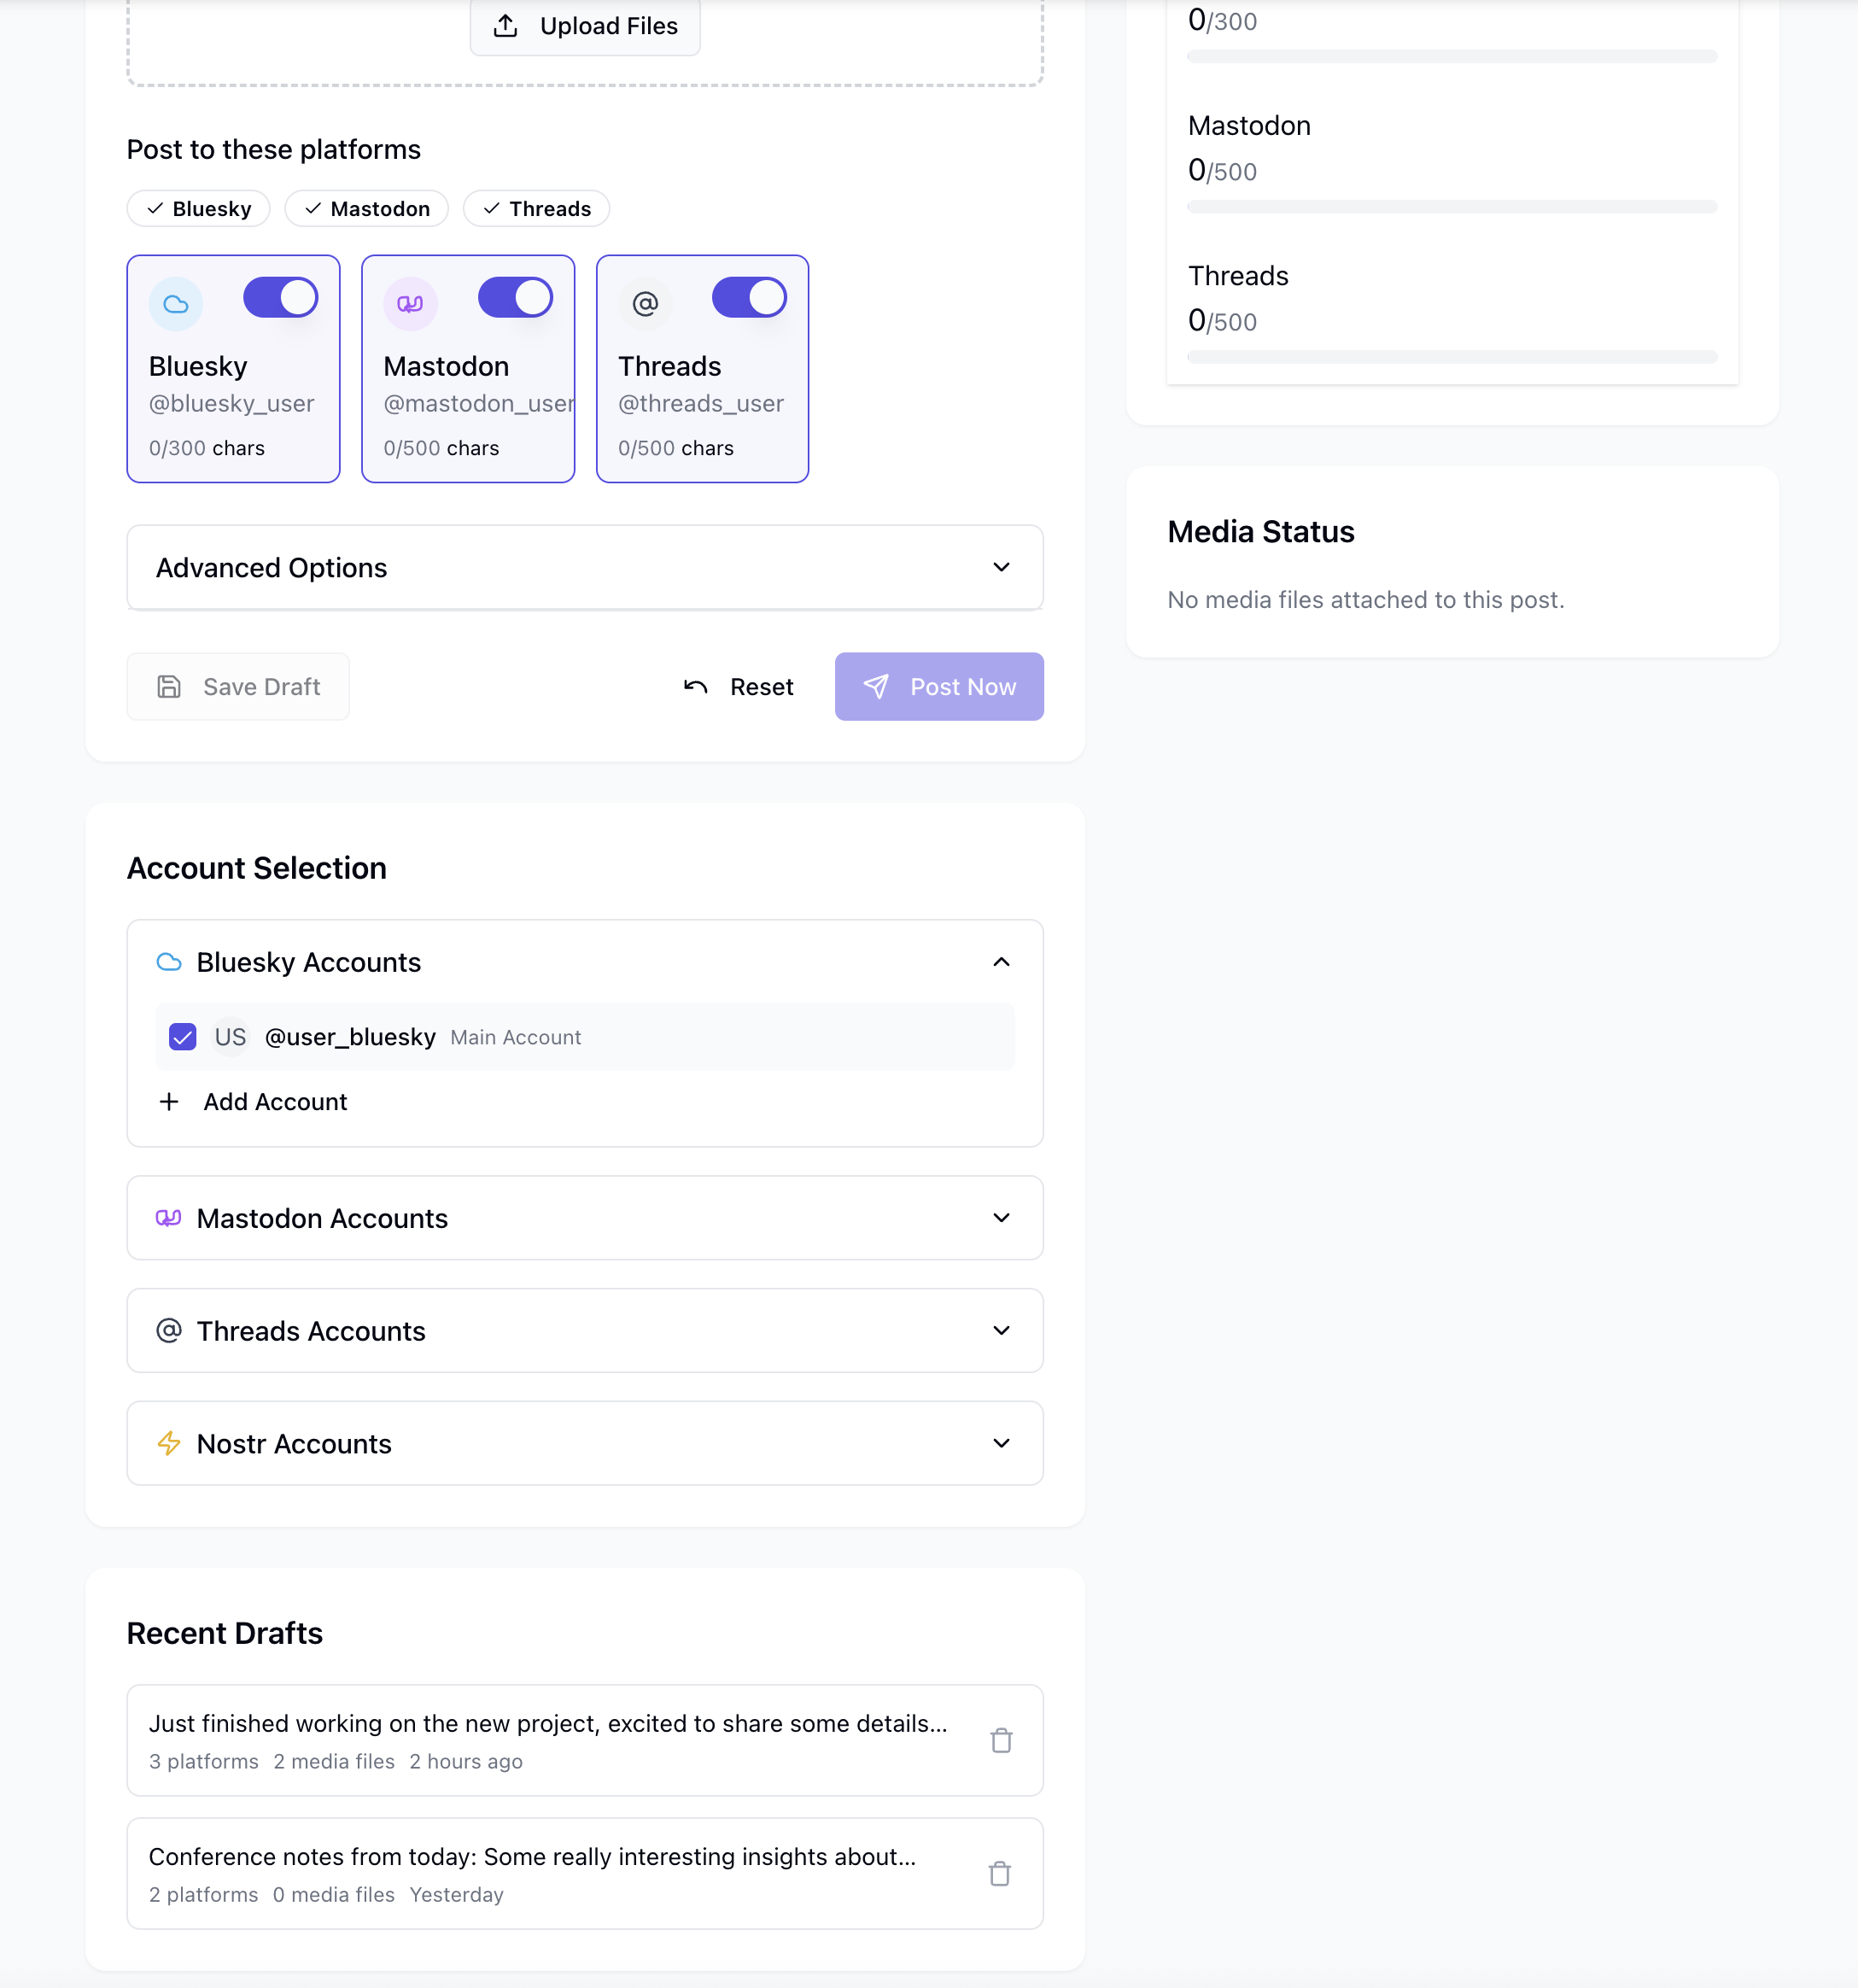 Upload Files
Post to these platforms
Bluesky
Mastodon
Threads
Bluesky
@bluesky_user
0/300 chars
Mastodon
@mastodon_user
0/500 chars
Threads
@threads_user
0/500 chars
Advanced Options
Save Draft
Reset
Post Now
Account Selection
Bluesky Accounts
US @user_bluesky Main Account
Add Account
Mastodon Accounts
Threads Accounts
Nostr Accounts
Recent Drafts
Just finished working on the new project, excited to share some details...
3 platforms 2 media files 2 hours ago
Conference notes from today: Some really interesting insights about...
2 platforms 0 media files Yesterday
0/300
Mastodon
0/500
Threads
0/500
Media Status
No media files attached to this post.